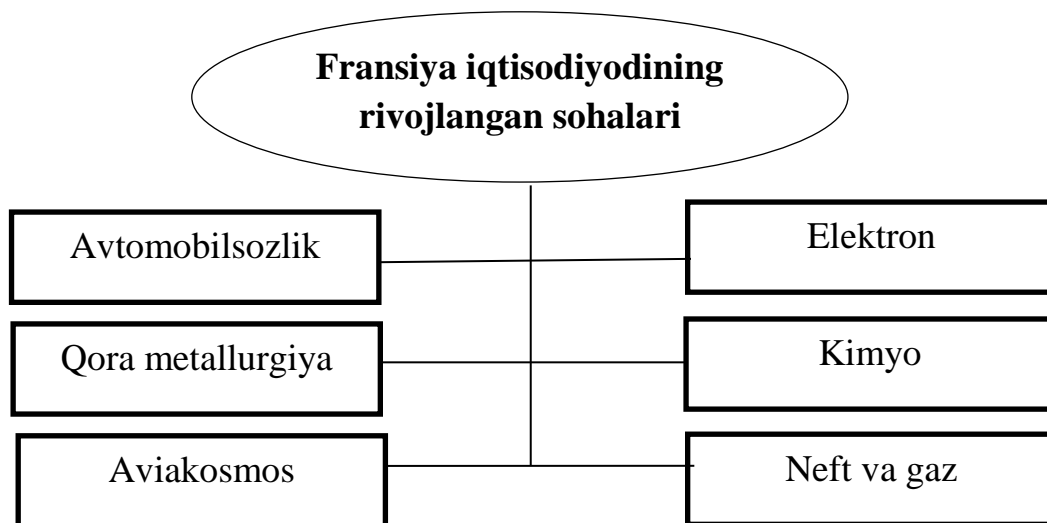 Fransiya iqtisodiyodining
rivojlangan sohalari
Avtomobilsozlik
Elektron
Qora metallurgiya
Kimyo
Aviakosmos
Neft va gaz